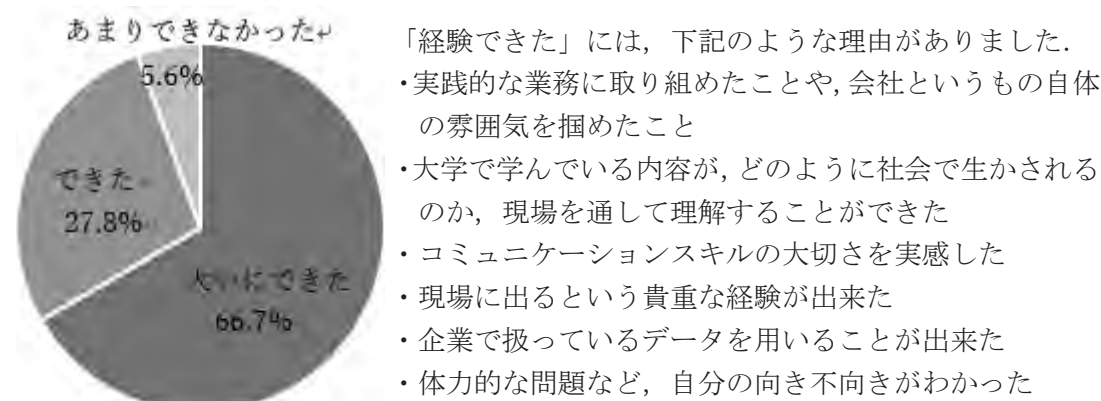 あまりできなかった↵
5.6%
できた
27.8%
大いにできた
66.7%
「経験できた」には，下記のような理由がありました．
・実践的な業務に取り組めたことや，会社というもの自体
の雰囲気を掴めたこと
・大学で学んでいる内容が，どのように社会で生かされる
のか，現場を通して理解することができた
・コミュニケーションスキルの大切さを実感した
・現場に出るという貴重な経験が出来た
・企業で扱っているデータを用いることが出来た
・体力的な問題など，自分の向き不向きがわかった